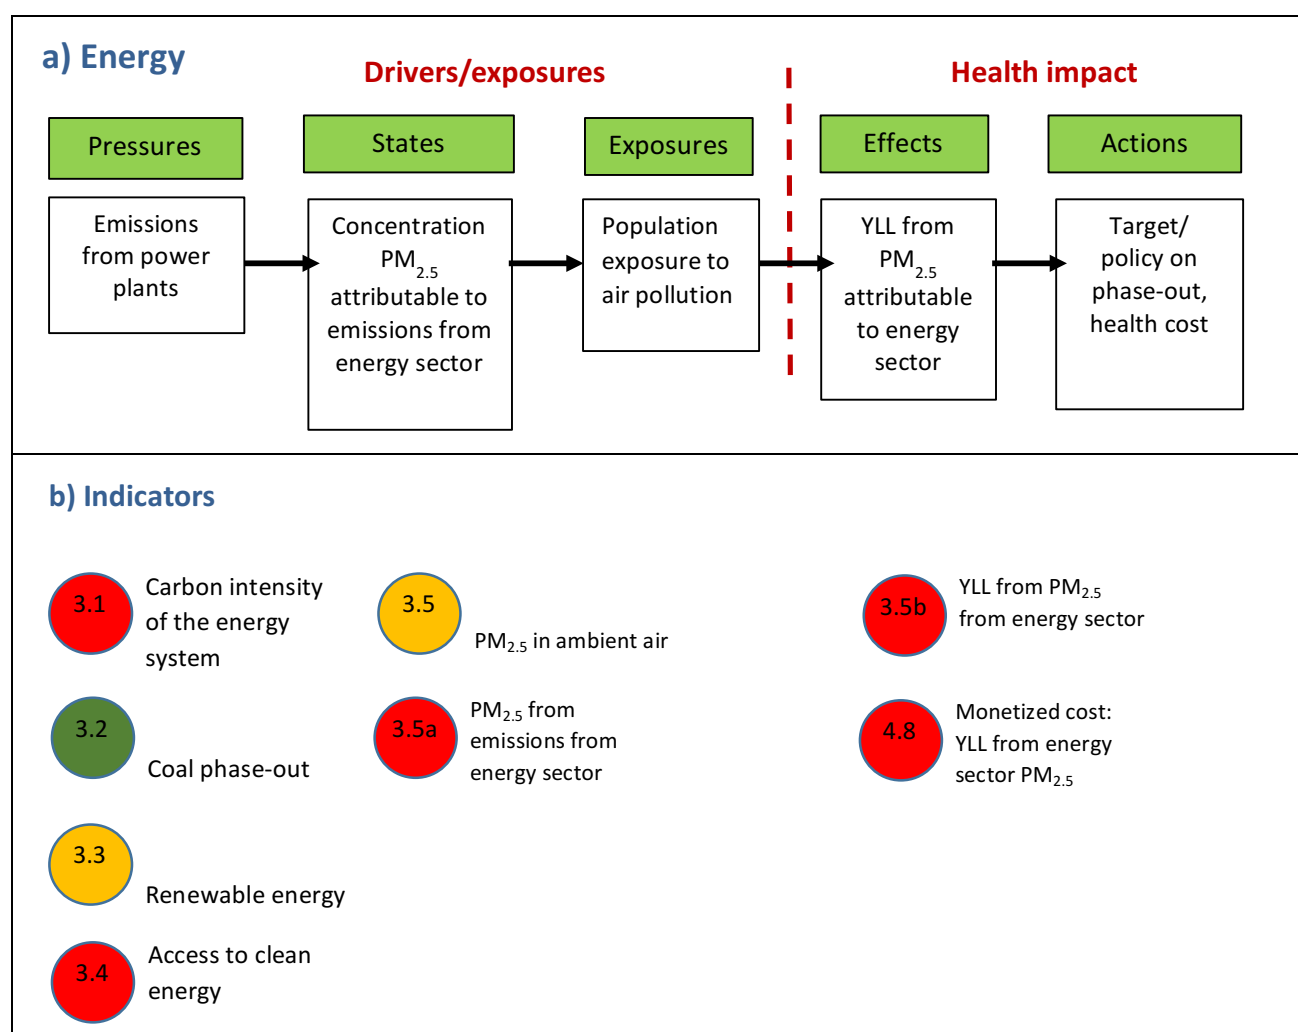 a) Energy
Drivers/exposures
Health impact
Pressures
States
Exposures
Effects
Actions
Emissions
from power
plants
Concentration
PM2.5
attributable to
emissions from
energy sector
Population
exposure to
air pollution
YLL from
PM2.5
attributable
to energy
sector
Target/
policy on
phase-out,
health cost
b) Indicators
3.1
Carbon intensity
of the energy
system
3.5
PM2.5 in ambient air
3.5b
YLL from PM2.5
from energy sector
3.2
Coal phase-out
3.5a
PM2.5 from
emissions from
energy sector
4.8
Monetized cost:
YLL from energy
sector PM2.5
3.3
Renewable energy
3.4
Access to clean
energy